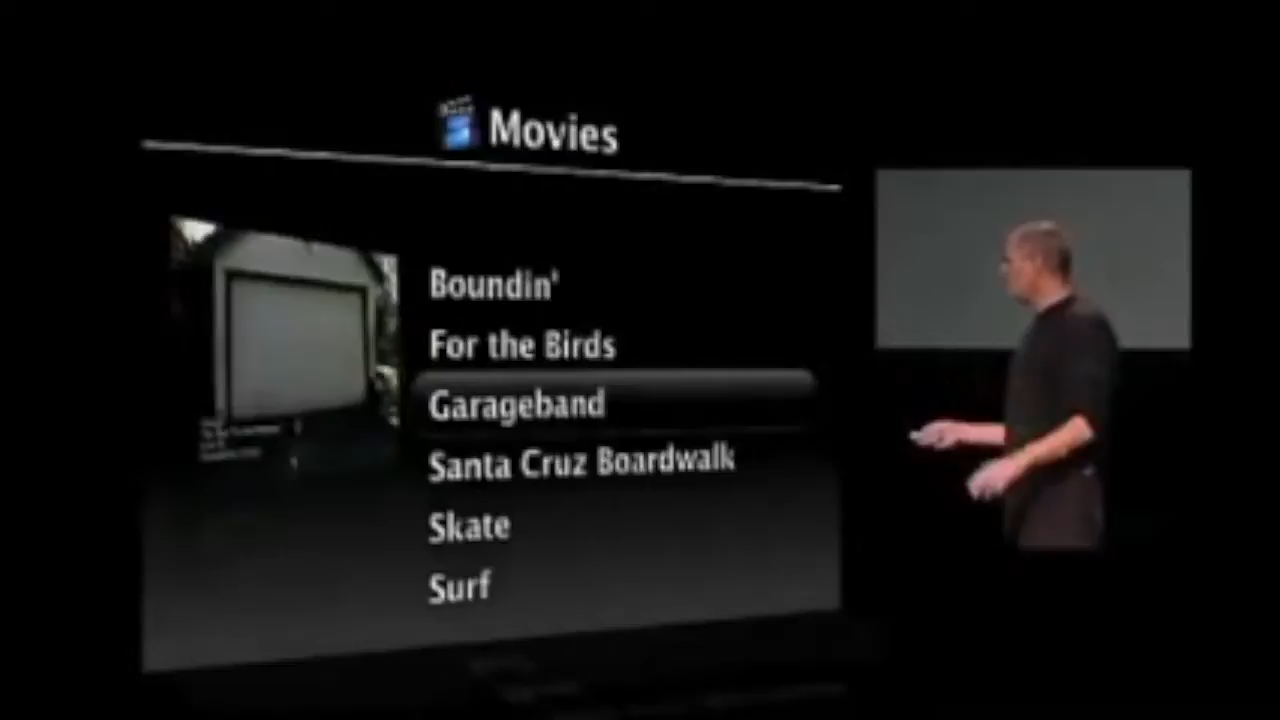 Movies
Boundin'
For the Birds
Garageband
Santa Cruz Boardwalk
Skate
Surf